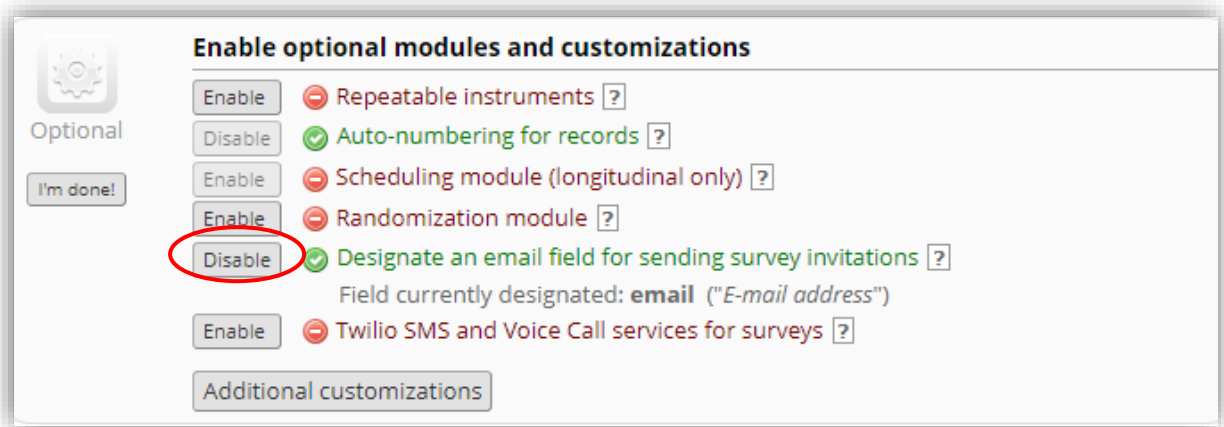 Enable optional modules and customizations
Enable Repeatable instruments ?
Optional
Disable Auto-numbering for records ?
I'm done!
Enable Scheduling module (longitudinal only) ?
Enable Randomization module ?
Disable Designate an email field for sending survey invitations ?
Field currently designated: email ("E-mail address")
Enable Twilio SMS and Voice Call services for surveys ?
Additional customizations